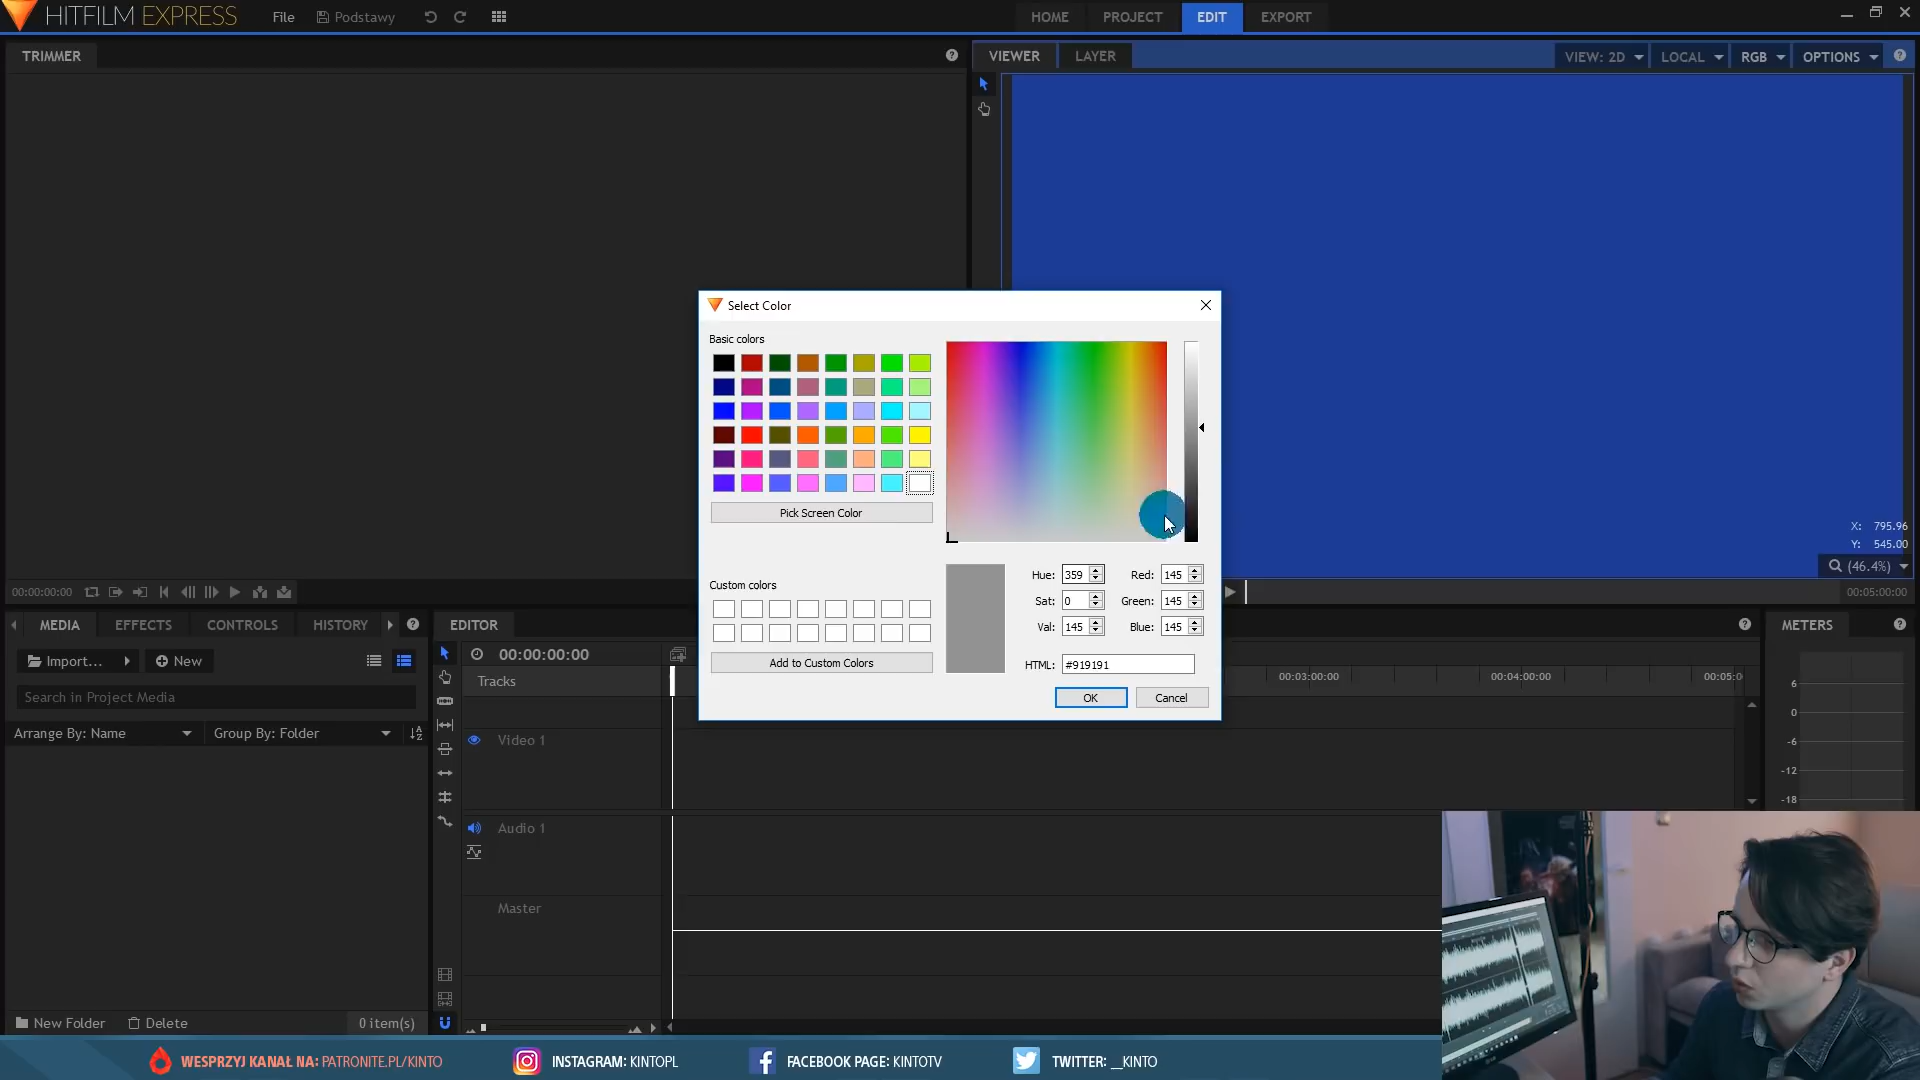 HITFILM EXPRESS
File
Podstawy
HOME
PROJECT
EDIT
EXPORT
TRIMMER
VIEWER
LAYER
VIEW: 2D
LOCAL
RGB
OPTIONS
Select Color
Basic colors
Pick Screen Color
Custom colors
Add to Custom Colors
Hue: 359
Red: 145
Sat: 0
Green: 145
Val: 145
Blue: 145
HTML: #919191
OK
Cancel
X: 795.96
Y: 545.00
(46.4%)
00:00:00:00
00:05:00:00
MEDIA
EFFECTS
CONTROLS
HISTORY
EDITOR
METERS
Import...
New
00:00:00:00
Tracks
00:03:00:00
00:04:00:00
00:05:0
Search in Project Media
Arrange By: Name
Group By: Folder
Video 1
Audio 1
Master
6
0
-6
-12
-18
New Folder
Delete
0 item(s)
WESPRZYJ KANAŁ NA: PATRONITE.PL/KINTO
INSTAGRAM: KINTOPL
FACEBOOK PAGE: KINTOTV
TWITTER: __KINTO